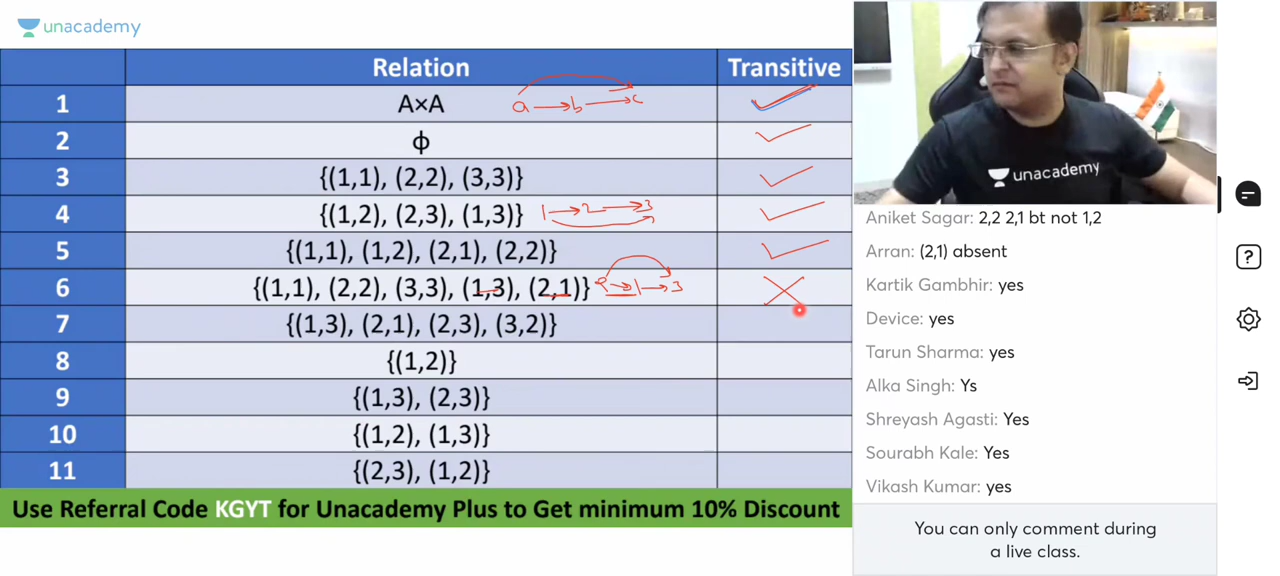 unacademy
Relation Transitive
1 A×A a → b → c ✓
2 ϕ ✓
3 {(1,1), (2,2), (3,3)} ✓
4 {(1,2), (2,3), (1,3)} 1 → 2 → 3 ✓
5 {(1,1), (1,2), (2,1), (2,2)} ✓
6 {(1,1), (2,2), (3,3), (1,3), (2,1)} 2 → 1 → 3 ✗
7 {(1,3), (2,1), (2,3), (3,2)}
8 {(1,2)}
9 {(1,3), (2,3)}
10 {(1,2), (1,3)}
11 {(2,3), (1,2)}
Use Referral Code KGYT for Unacademy Plus to Get minimum 10% Discount
unacademy
Aniket Sagar: 2,2 2,1 bt not 1,2
Arran: (2,1) absent
Kartik Gambhir: yes
Device: yes
Tarun Sharma: yes
Alka Singh: Ys
Shreyash Agasti: Yes
Sourabh Kale: Yes
Vikash Kumar: yes
You can only comment during
a live class.
?